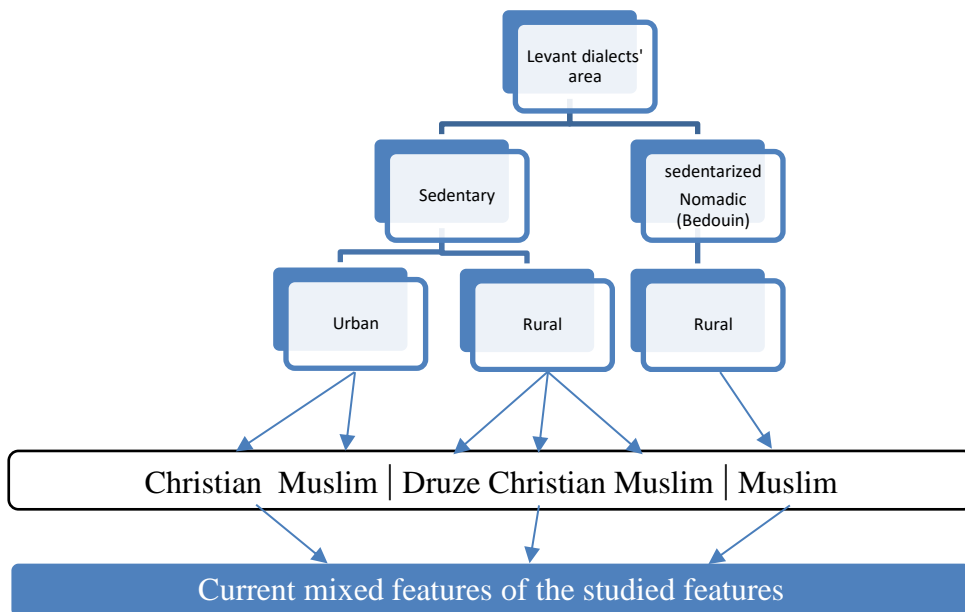 Levant dialects'
area
Sedentary
sedentarized
Nomadic
(Bedouin)
Urban
Rural
Rural
Christian Muslim | Druze Christian Muslim | Muslim
Current mixed features of the studied features